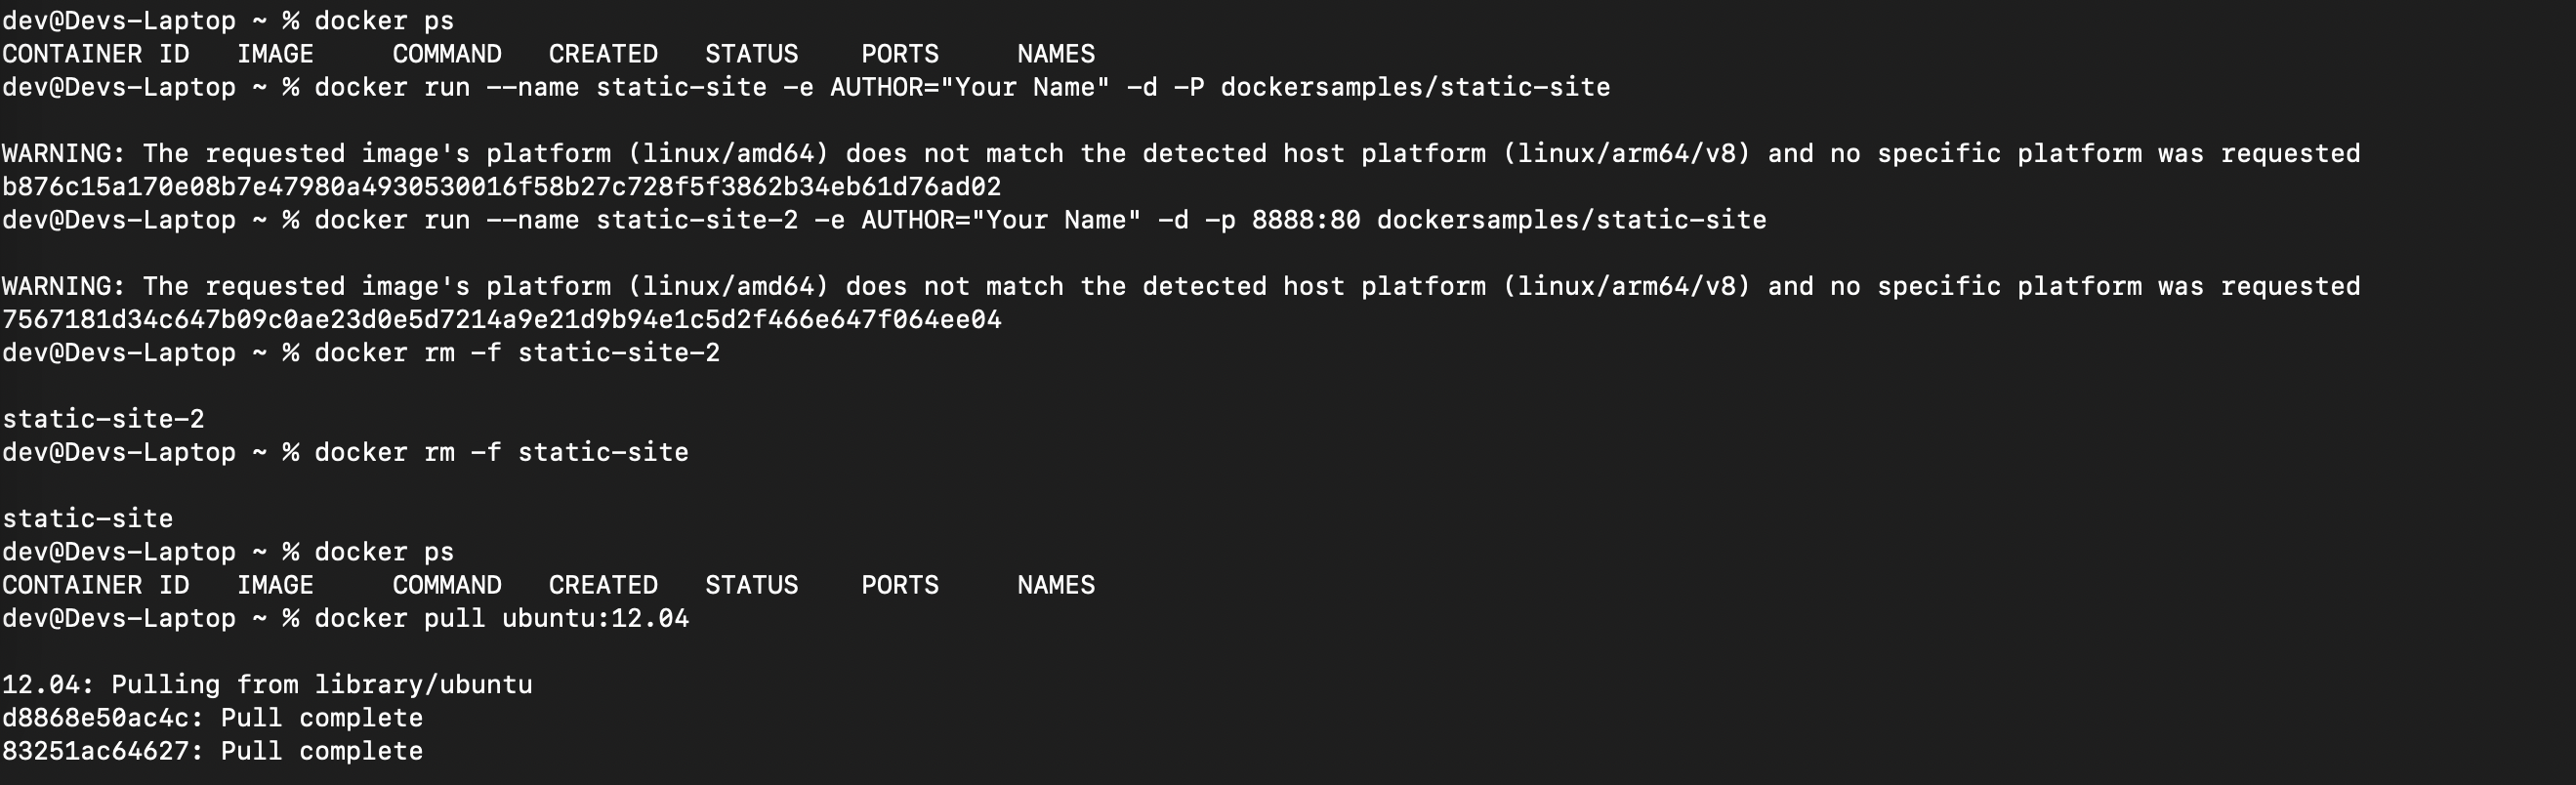 dev@Devs-Laptop ~ % docker ps
CONTAINER ID   IMAGE     COMMAND   CREATED   STATUS    PORTS     NAMES
dev@Devs-Laptop ~ % docker run --name static-site -e AUTHOR="Your Name" -d -P dockersamples/static-site
WARNING: The requested image's platform (linux/amd64) does not match the detected host platform (linux/arm64/v8) and no specific platform was requested
b876c15a170e08b7e47980a4930530016f58b27c728f5f3862b34eb61d76ad02
dev@Devs-Laptop ~ % docker run --name static-site-2 -e AUTHOR="Your Name" -d -p 8888:80 dockersamples/static-site
WARNING: The requested image's platform (linux/amd64) does not match the detected host platform (linux/arm64/v8) and no specific platform was requested
7567181d34c647b09c0ae23d0e5d7214a9e21d9b94e1c5d2f466e647f064ee04
dev@Devs-Laptop ~ % docker rm -f static-site-2
static-site-2
dev@Devs-Laptop ~ % docker rm -f static-site
static-site
dev@Devs-Laptop ~ % docker ps
CONTAINER ID   IMAGE     COMMAND   CREATED   STATUS    PORTS     NAMES
dev@Devs-Laptop ~ % docker pull ubuntu:12.04
12.04: Pulling from library/ubuntu
d8868e50ac4c: Pull complete
83251ac64627: Pull complete